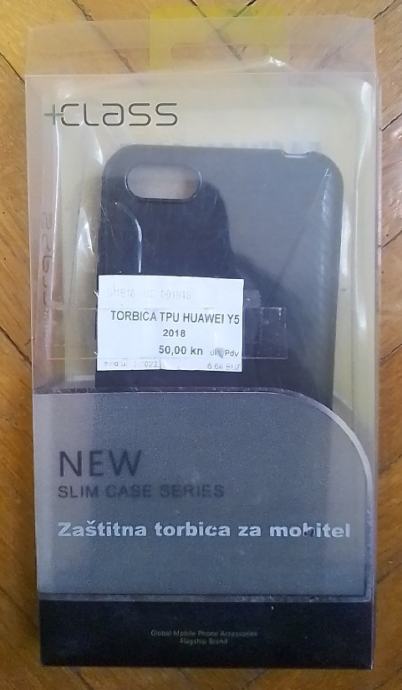 +CLASS
TORBICA TPU HUAWEI Y5
2018
50,00 kn
NEW
SLIM CASE SERIES
Zaštitna torbica za mobitel
Global Mobile Phone Accessories
Flagship Brand